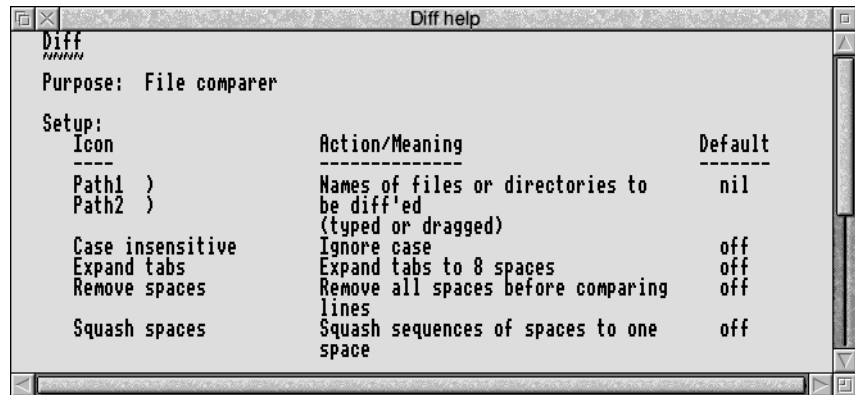 Diff help
Diff
~~~~
Purpose:  File comparer
Setup:
Icon                Action/Meaning                Default
----                --------------                -------
Path1  )            Names of files or directories to      nil
Path2  )            be diff'ed
(typed or dragged)
Case insensitive    Ignore case                   off
Expand tabs         Expand tabs to 8 spaces       off
Remove spaces       Remove all spaces before comparing    off
lines
Squash spaces       Squash sequences of spaces to one     off
space